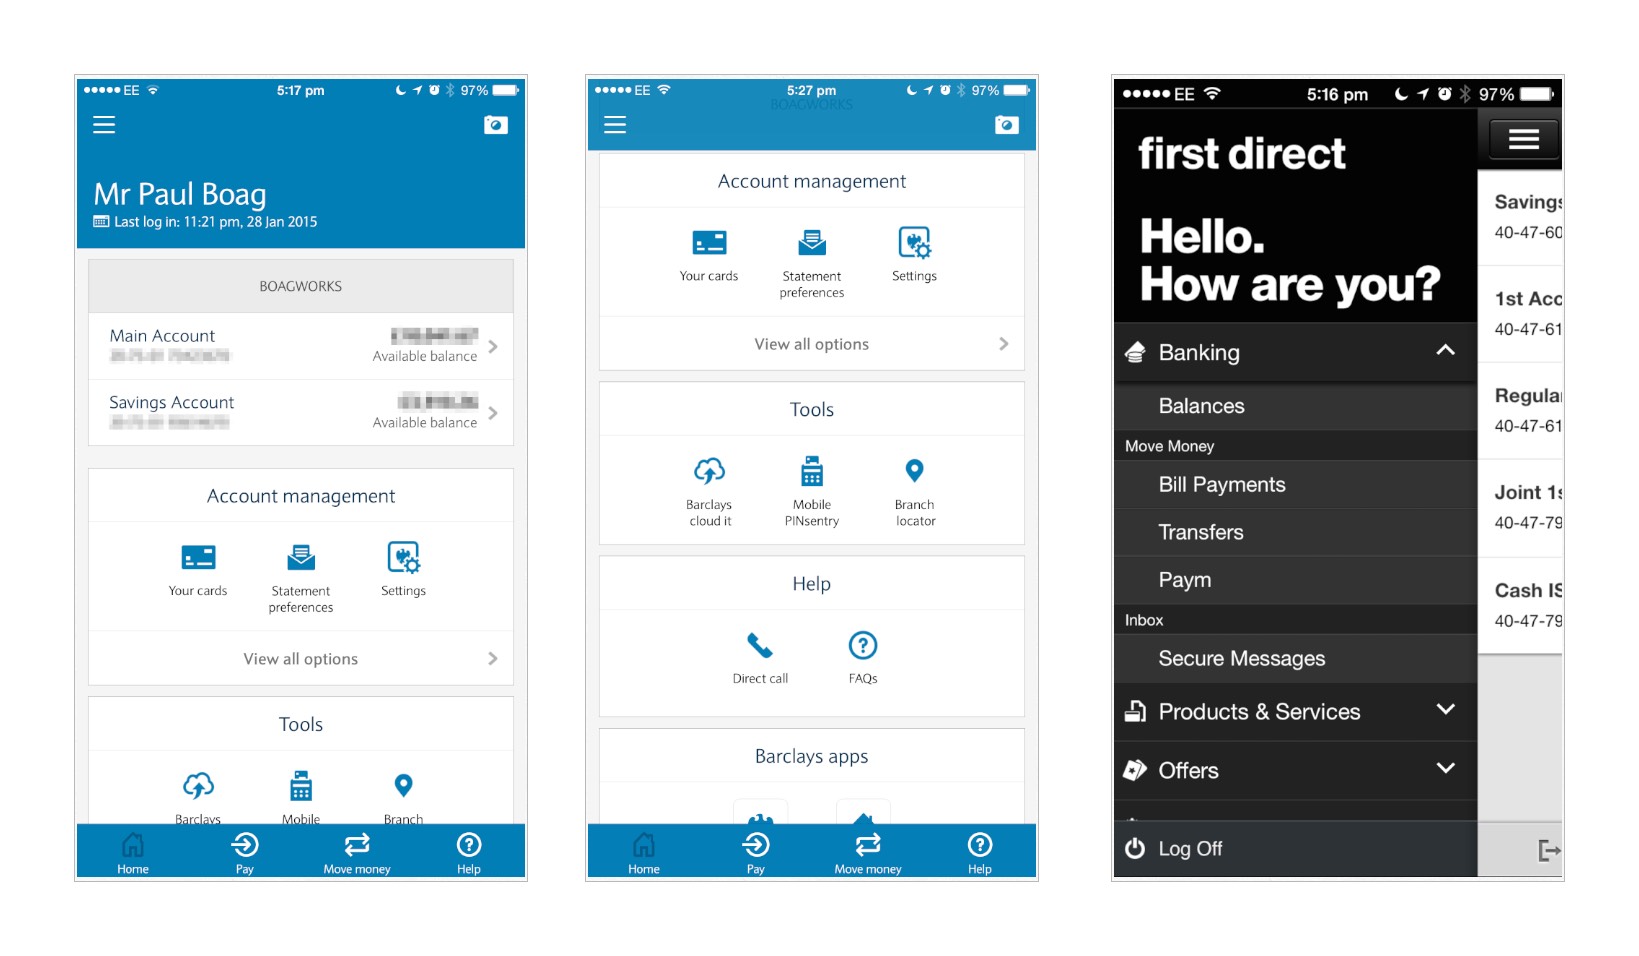 EE 5:17 pm 97%
Mr Paul Boag
Last log in: 11:21 pm, 28 Jan 2015
BOAGWORKS
Main Account
Available balance
Savings Account
Available balance
Account management
Your cards
Statement
preferences
Settings
View all options
Tools
Barclays
Mobile
Branch
Home
Pay
Move money
Help
EE 5:27 pm 97%
BOAGWORKS
Account management
Your cards
Statement
preferences
Settings
View all options
Tools
Barclays
cloud it
Mobile
PINsentry
Branch
locator
Help
Direct call
FAQs
Barclays apps
Home
Pay
Move money
Help
EE 5:16 pm 97%
first direct
Hello.
How are you?
Banking
Balances
Move Money
Bill Payments
Transfers
Paym
Inbox
Secure Messages
Products & Services
Offers
Log Off
Savings
40-47-60
1st Acc
40-47-61
Regula
40-47-61
Joint 1s
40-47-79
Cash IS
40-47-79